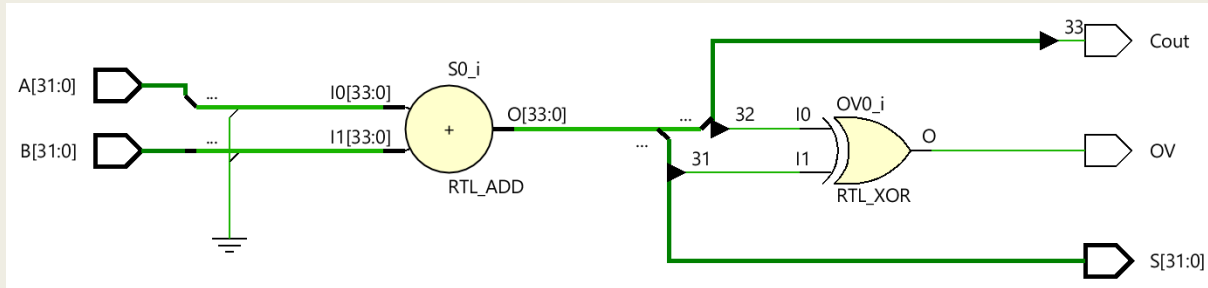 33
Cout
S0_i
A[31:0]
...
I0[33:0]
OV0_i
O[33:0]
...
32
I0
+
B[31:0]
...
I1[33:0]
...
O
OV
31
I1
RTL_ADD
RTL_XOR
S[31:0]